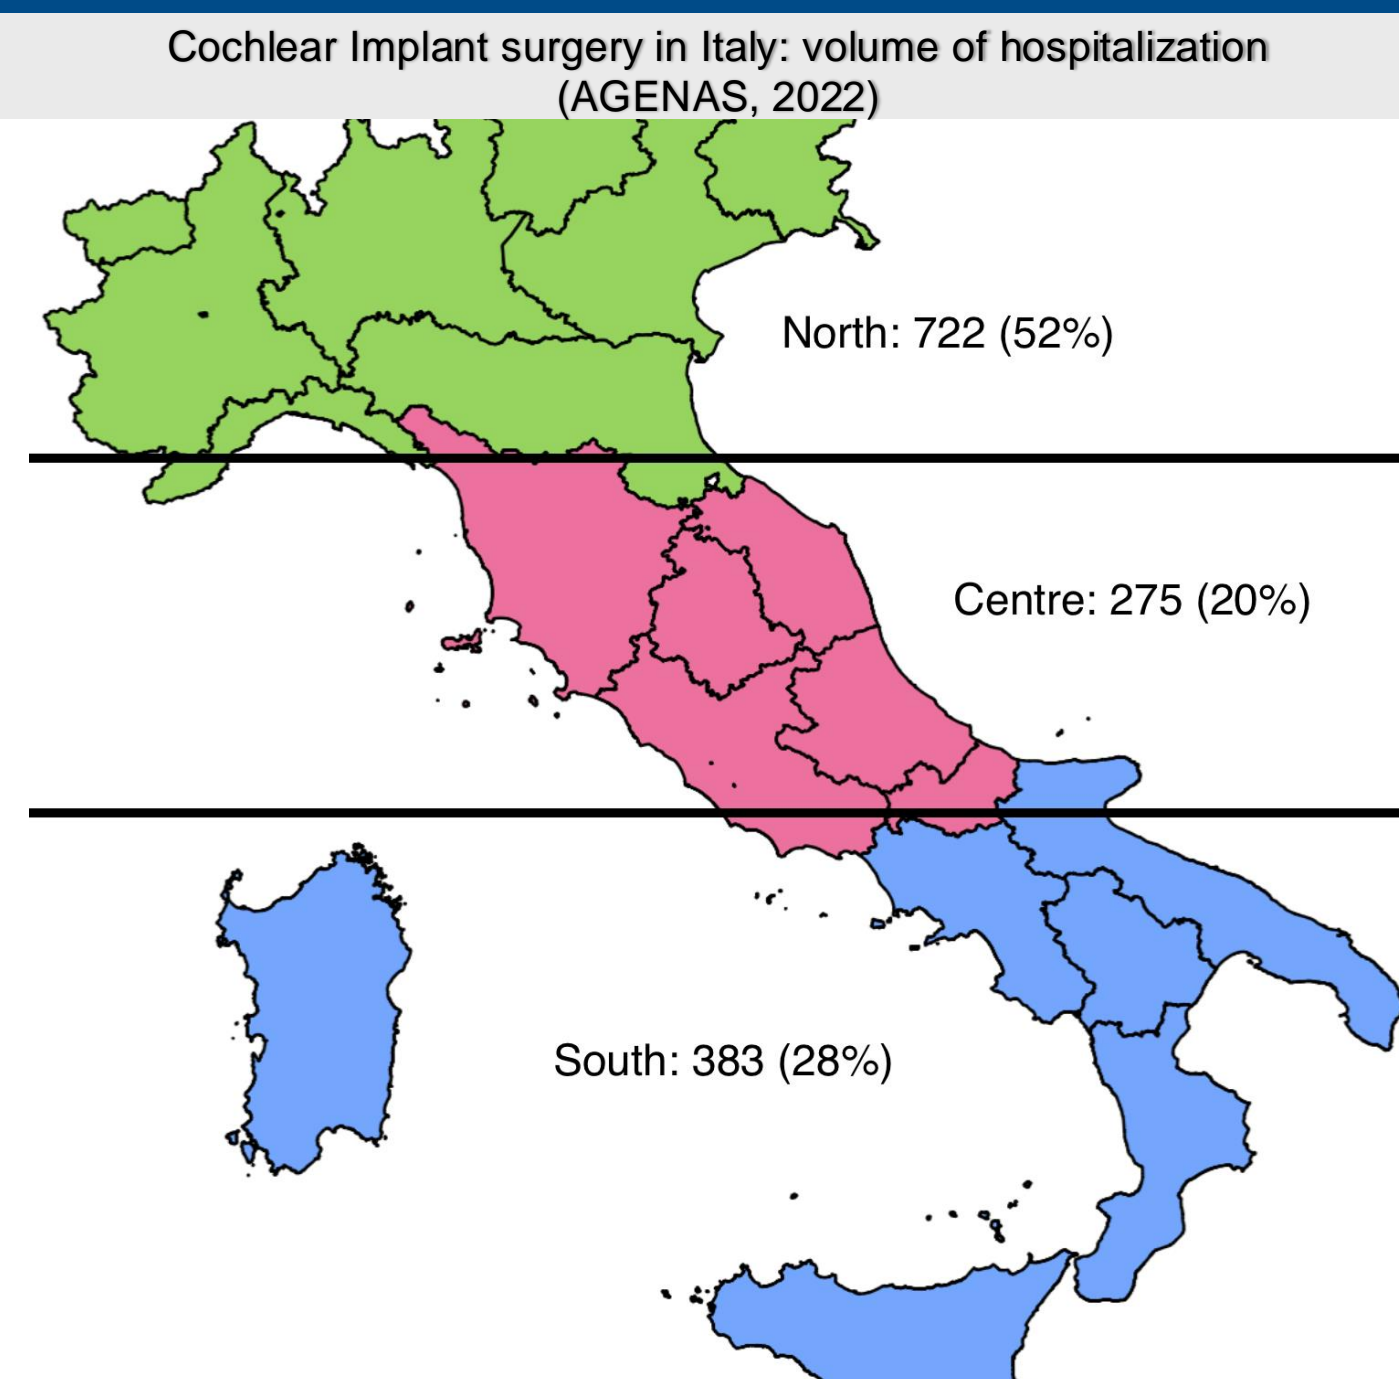 Cochlear Implant surgery in Italy: volume of hospitalization
(AGENAS, 2022)
North: 722 (52%)
Centre: 275 (20%)
South: 383 (28%)